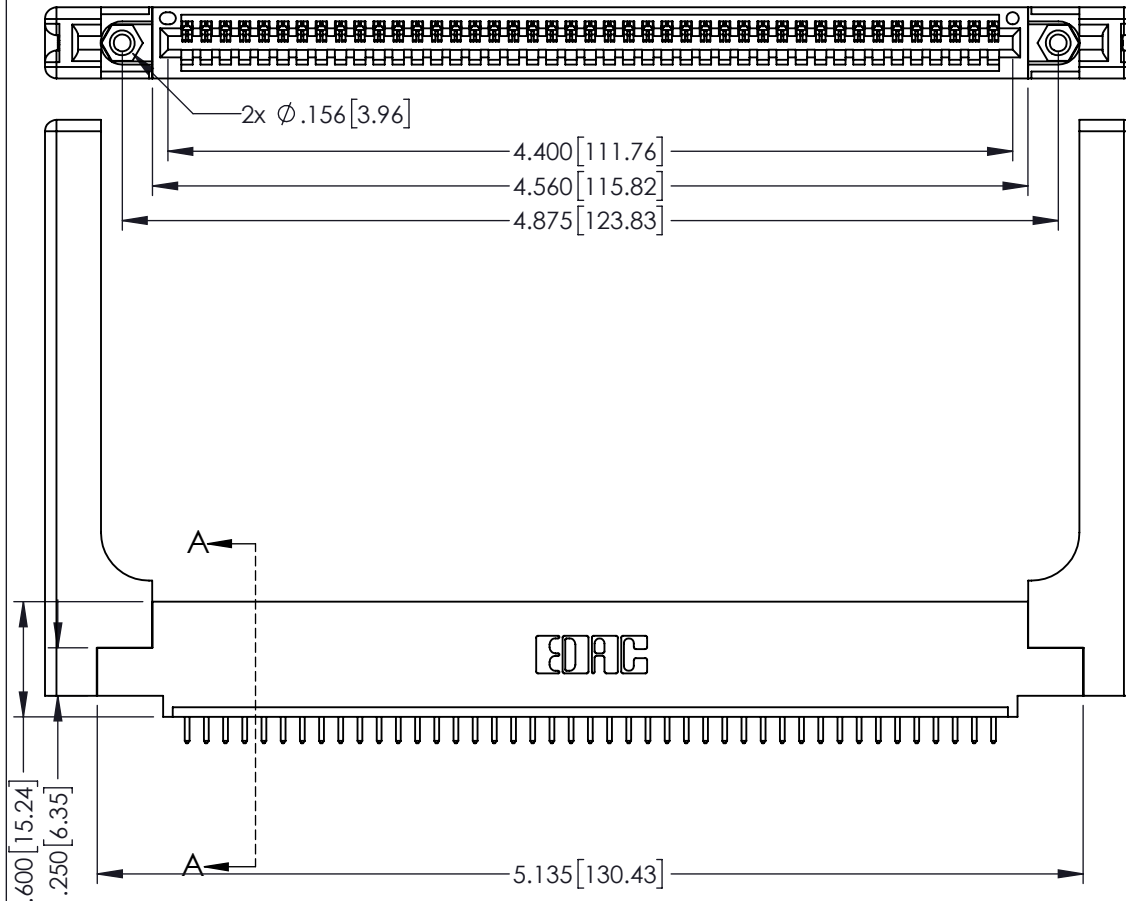 2x Ø.156[3.96]
4.400[111.76]
4.560[115.82]
4.875[123.83]
A
EDAC
.600[15.24]
.250[6.35]
A
5.135[130.43]